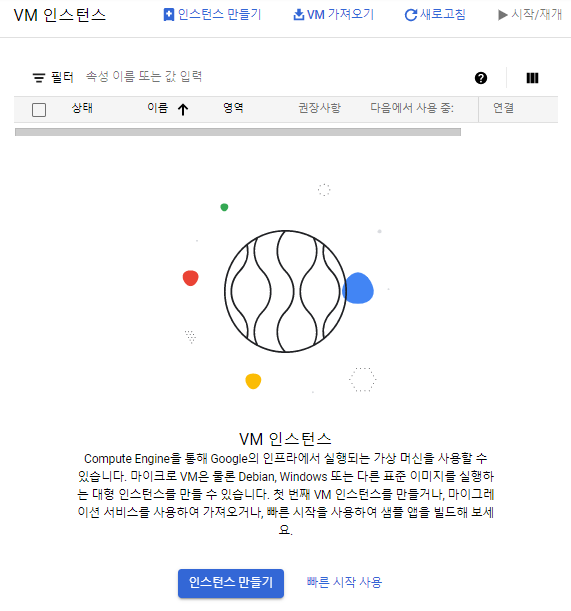 VM 인스턴스 인스턴스 만들기 VM 가져오기 새로고침 시작/재개
필터 속성 이름 또는 값 입력
상태 이름 영역 권장사항 다음에서 사용 중: 연결
VM 인스턴스
Compute Engine을 통해 Google의 인프라에서 실행되는 가상 머신을 사용할 수
있습니다. 마이크로 VM은 물론 Debian, Windows 또는 다른 표준 이미지를 실행하
는 대형 인스턴스를 만들 수 있습니다. 첫 번째 VM 인스턴스를 만들거나, 마이그레
이션 서비스를 사용하여 가져오거나, 빠른 시작을 사용하여 샘플 앱을 빌드해 보세
요.
인스턴스 만들기 빠른 시작 사용